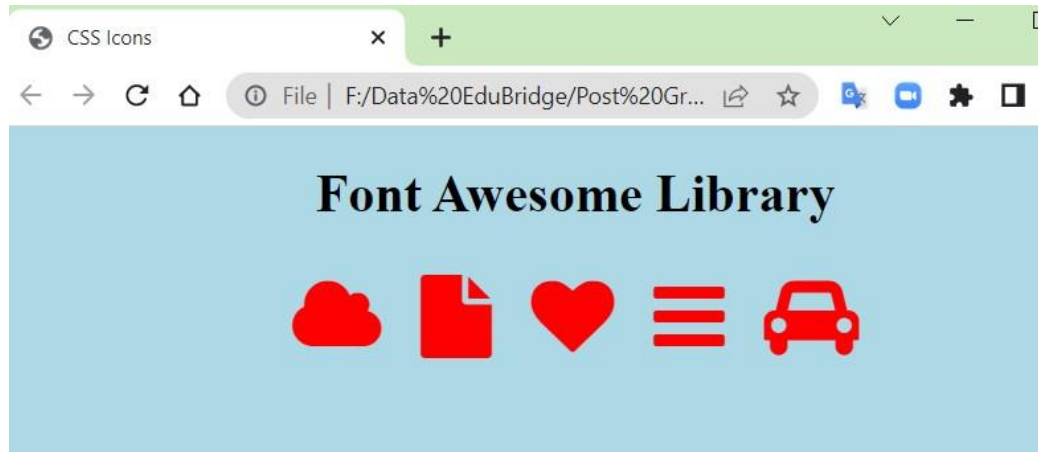 CSS Icons
File | F:/Data%20EduBridge/Post%20Gr...
Font Awesome Library